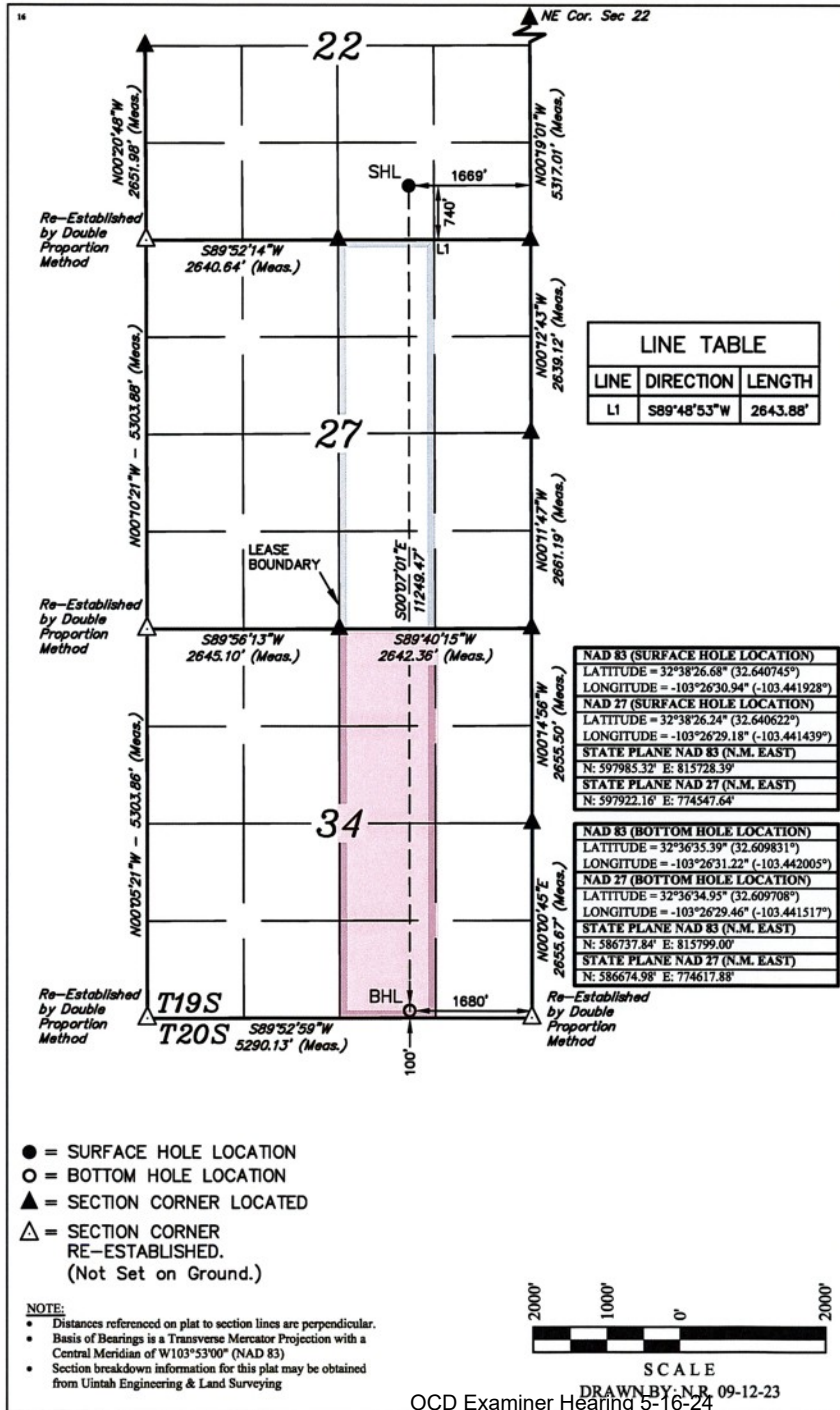 16
NE Cor. Sec 22
22
N00°20'48"W
2651.98' (Meas.)
N00°19'01"W
5317.01' (Meas.)
SHL
1669'
740'
Re-Established
by Double
Proportion
Method
S89°52'14"W
2640.64' (Meas.)
L1
N00°12'43"W
2639.12' (Meas.)
LINE TABLE
LINE DIRECTION LENGTH
L1 S89°48'53"W 2643.88'
N00°10'21"W - 5303.88' (Meas.)
27
LEASE
BOUNDARY
S00°07'01"E
11249.47'
N00°11'47"W
2661.19' (Meas.)
Re-Established
by Double
Proportion
Method
S89°56'13"W
2645.10' (Meas.)
S89°40'15"W
2642.36' (Meas.)
N00°14'56"W
2655.50' (Meas.)
NAD 83 (SURFACE HOLE LOCATION)
LATITUDE = 32°38'26.68" (32.640745°)
LONGITUDE = -103°26'30.94" (-103.441928°)
NAD 27 (SURFACE HOLE LOCATION)
LATITUDE = 32°38'26.24" (32.640622°)
LONGITUDE = -103°26'29.18" (-103.441439°)
STATE PLANE NAD 83 (N.M. EAST)
N: 597985.32' E: 815728.39'
STATE PLANE NAD 27 (N.M. EAST)
N: 597922.16' E: 774547.64'
N00°05'21"W - 5303.86' (Meas.)
34
N00°00'45"E
2655.67' (Meas.)
NAD 83 (BOTTOM HOLE LOCATION)
LATITUDE = 32°36'35.39" (32.609831°)
LONGITUDE = -103°26'31.22" (-103.442005°)
NAD 27 (BOTTOM HOLE LOCATION)
LATITUDE = 32°36'34.95" (32.609708°)
LONGITUDE = -103°26'29.46" (-103.441517°)
STATE PLANE NAD 83 (N.M. EAST)
N: 586737.84' E: 815799.00'
STATE PLANE NAD 27 (N.M. EAST)
N: 586674.98' E: 774617.88'
Re-Established
by Double
Proportion
Method
T19S
T20S
S89°52'59"W
5290.13' (Meas.)
BHL
1680'
100'
Re-Established
by Double
Proportion
Method
= SURFACE HOLE LOCATION
= BOTTOM HOLE LOCATION
= SECTION CORNER LOCATED
= SECTION CORNER
RE-ESTABLISHED.
(Not Set on Ground.)
NOTE:
• Distances referenced on plat to section lines are perpendicular.
• Basis of Bearings is a Transverse Mercator Projection with a
Central Meridian of W103°53'00" (NAD 83)
• Section breakdown information for this plat may be obtained
from Uintah Engineering & Land Surveying
2000' 1000' 0' 2000'
SCALE
DRAWN BY: N.R. 09-12-23
OCD Examiner Hearing 5-16-24